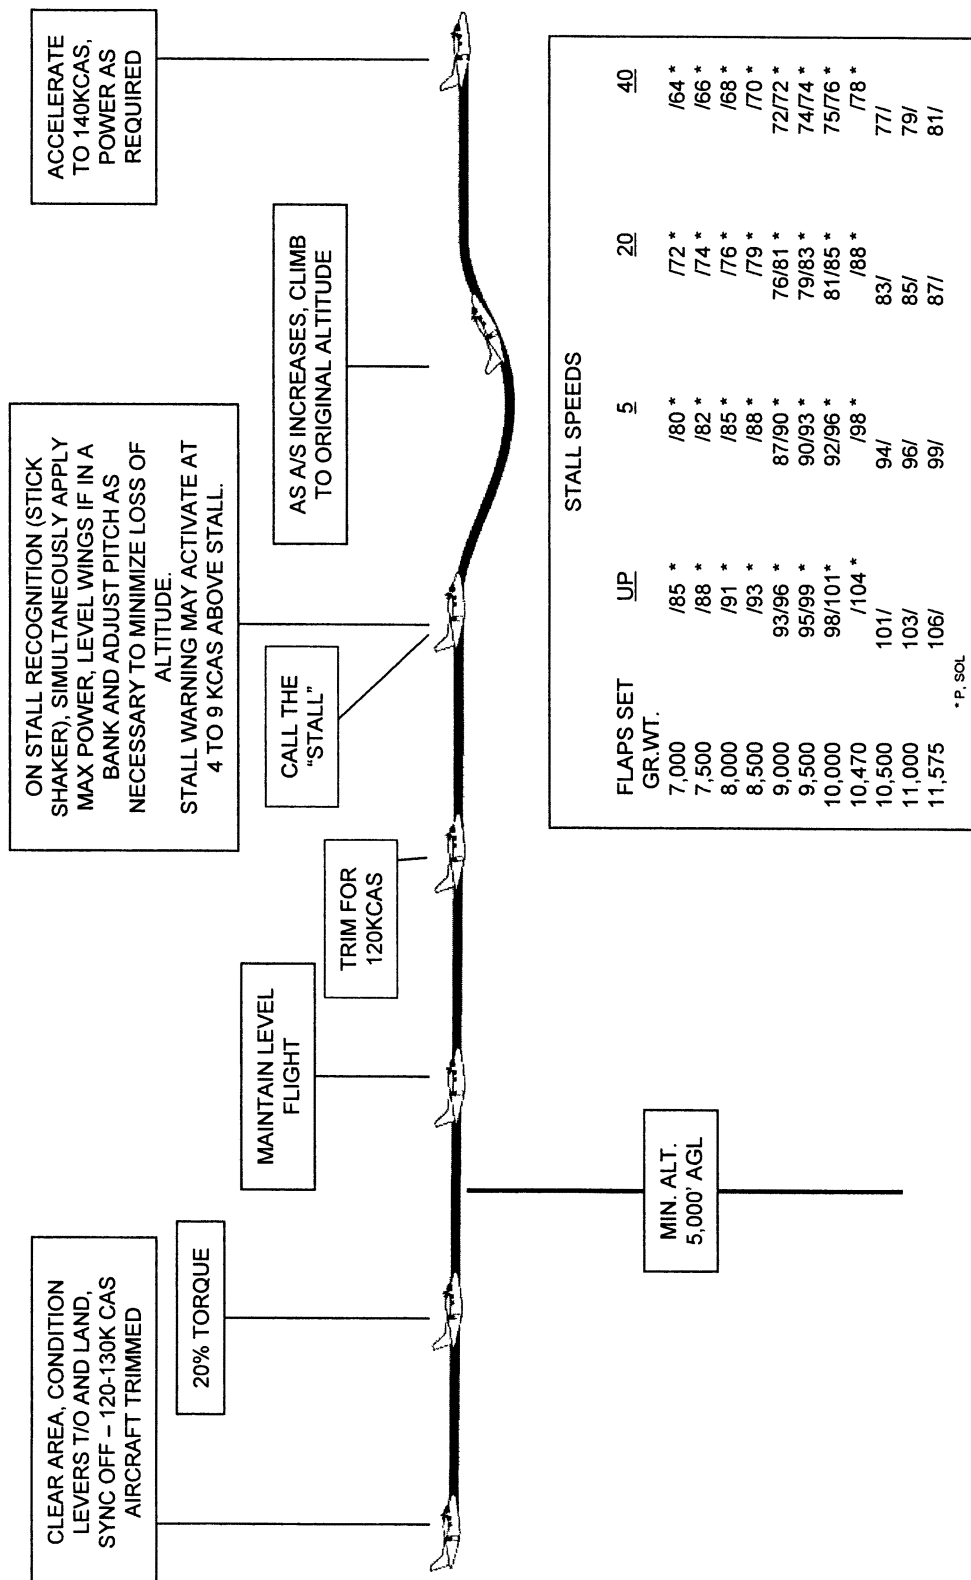 CLEAR AREA, CONDITION
LEVERS T/O AND LAND,
SYNC OFF – 120-130K CAS
AIRCRAFT TRIMMED
20% TORQUE
MAINTAIN LEVEL
FLIGHT
TRIM FOR
120KCAS
CALL THE
“STALL”
ON STALL RECOGNITION (STICK
SHAKER), SIMULTANEOUSLY APPLY
MAX POWER, LEVEL WINGS IF IN A
BANK AND ADJUST PITCH AS
NECESSARY TO MINIMIZE LOSS OF
ALTITUDE.
STALL WARNING MAY ACTIVATE AT
4 TO 9 KCAS ABOVE STALL.
AS A/S INCREASES, CLIMB
TO ORIGINAL ALTITUDE
ACCELERATE
TO 140KCAS,
POWER AS
REQUIRED
MIN. ALT.
5,000’ AGL
STALL SPEEDS
FLAPS SET UP 5 20 40
GR.WT.
7,000 /85 * /80 * /72 * /64 *
7,500 /88 * /82 * /74 * /66 *
8,000 /91 * /85 * /76 * /68 *
8,500 /93 * /88 * /79 * /70 *
9,000 93/96 * 87/90 * 76/81 * 72/72 *
9,500 95/99 * 90/93 * 79/83 * 74/74 *
10,000 98/101* 92/96 * 81/85 * 75/76 *
10,470 /104 * /98 * /88 * /78 *
10,500 101/ 94/ 83/ 77/
11,000 103/ 96/ 85/ 79/
11,575 106/ 99/ 87/ 81/
* P, SOL